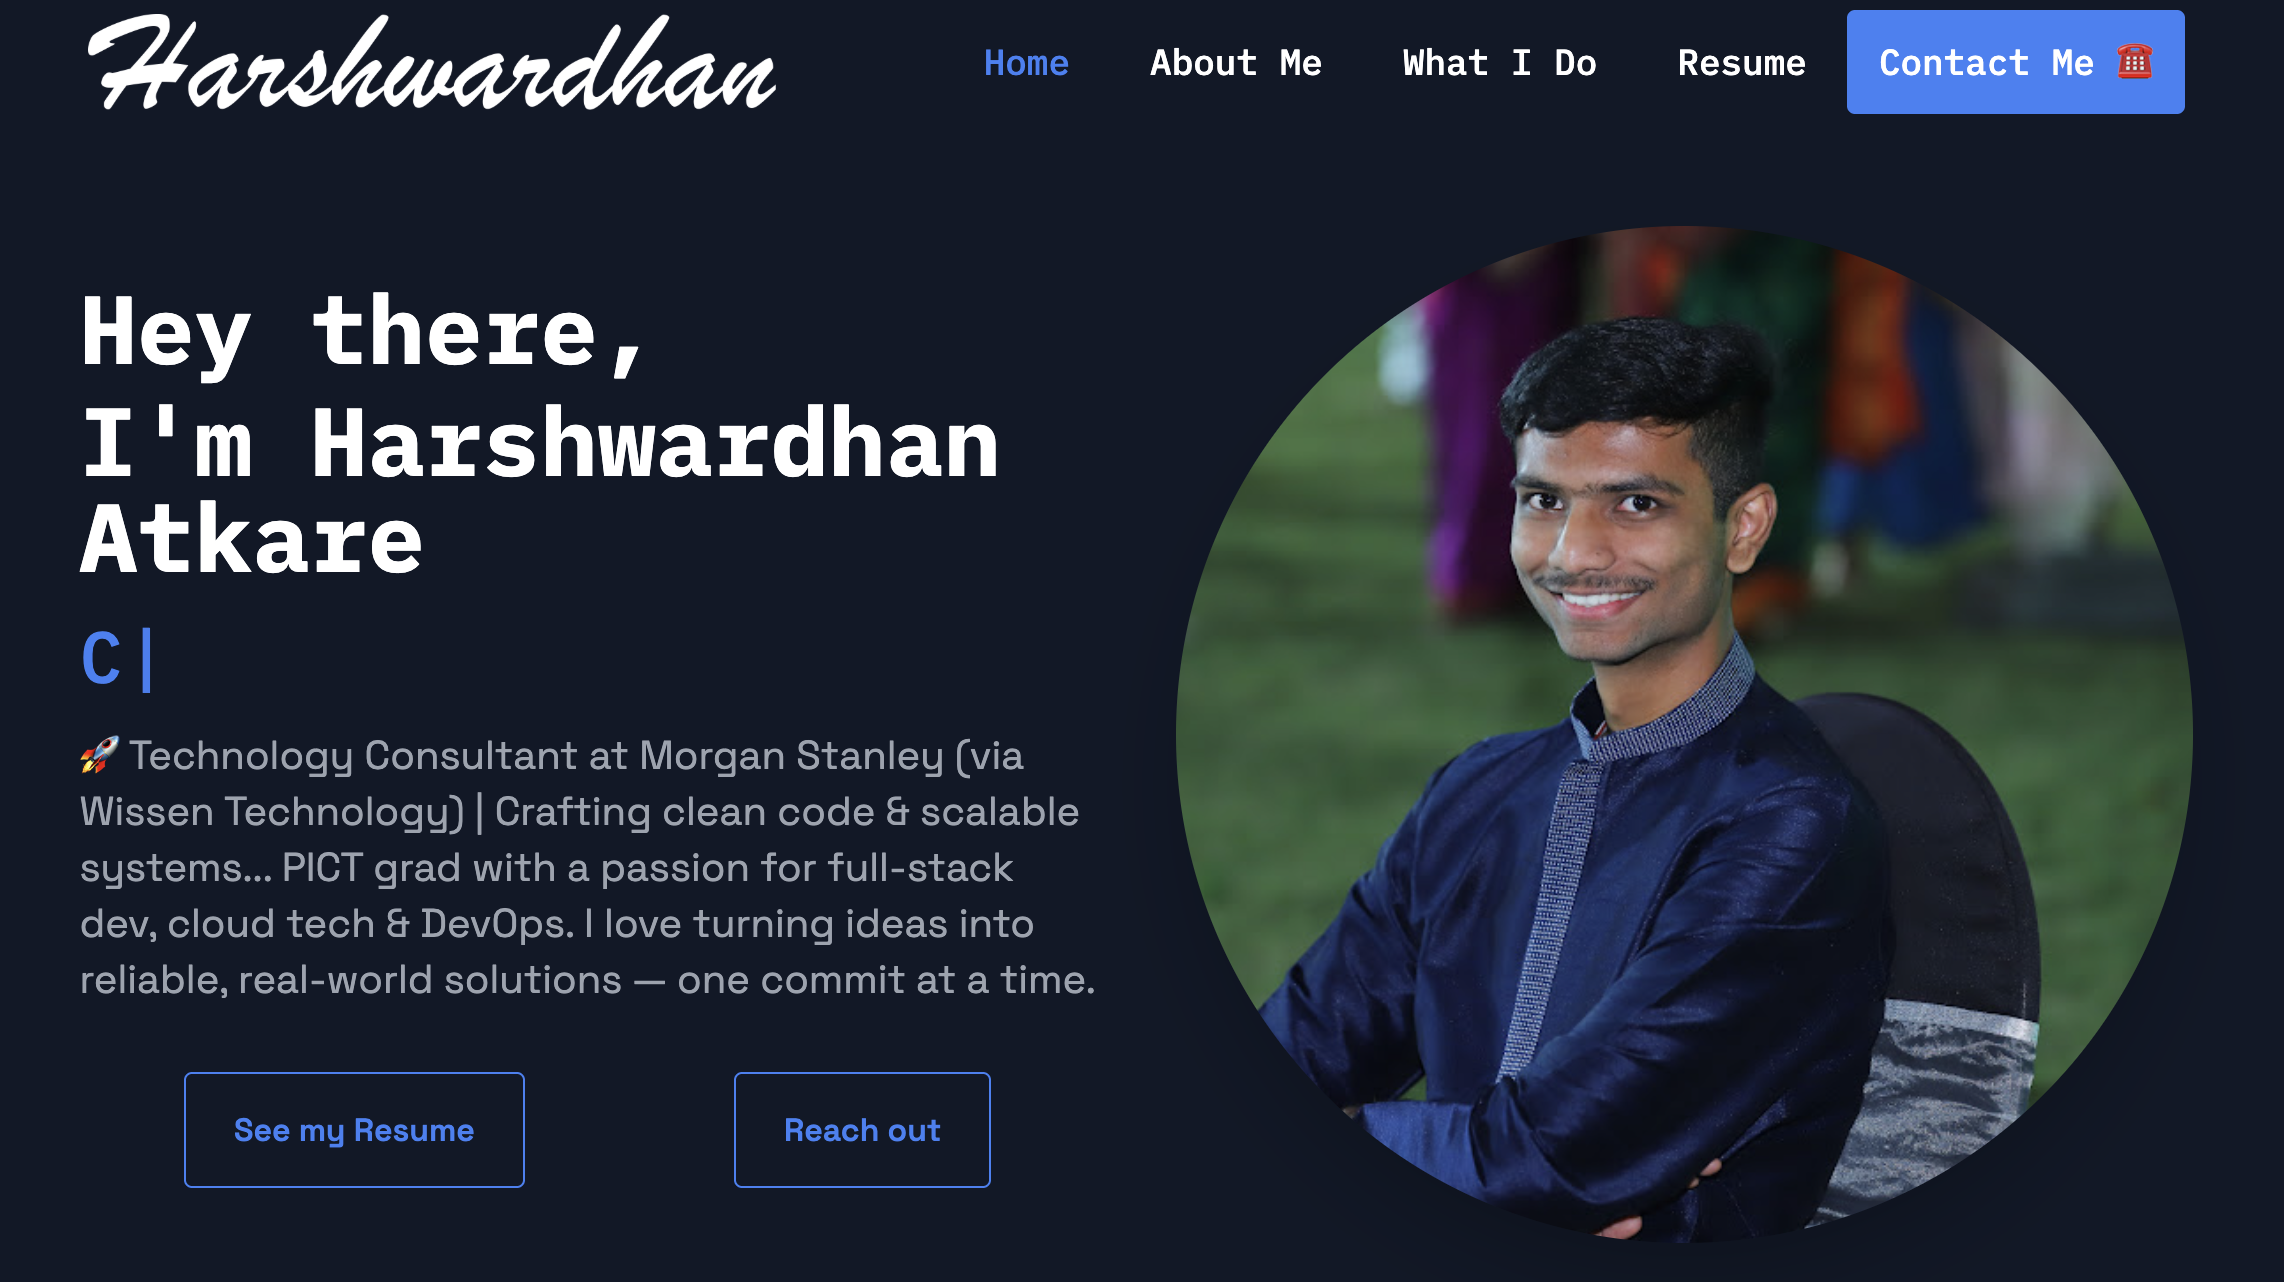 Harshwardhan
Home About Me What I Do Resume Contact Me ☎️
Hey there,
I'm Harshwardhan
Atkare
C|
🚀 Technology Consultant at Morgan Stanley (via
Wissen Technology) | Crafting clean code & scalable
systems... PICT grad with a passion for full-stack
dev, cloud tech & DevOps. I love turning ideas into
reliable, real-world solutions — one commit at a time.
See my Resume
Reach out